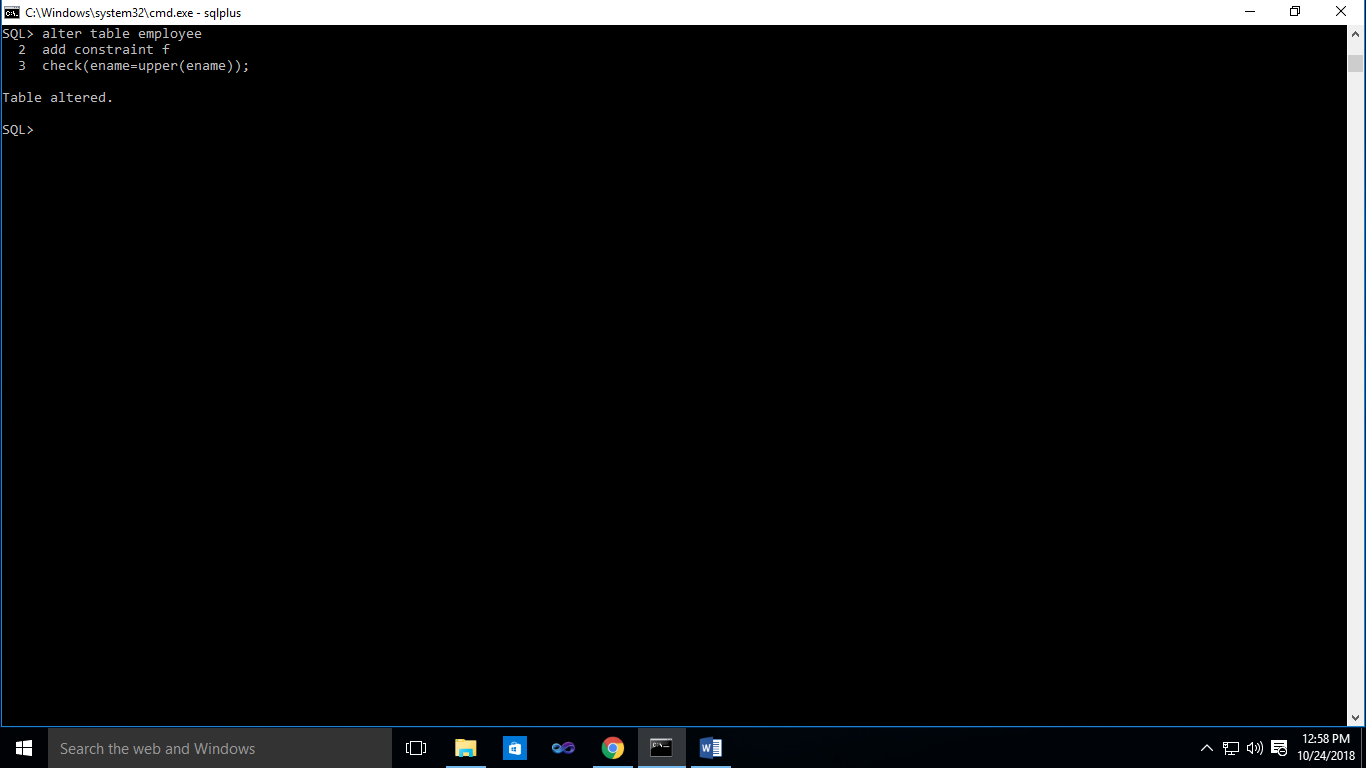 C:\Windows\system32\cmd.exe - sqlplus
SQL> alter table employee
  2  add constraint f
  3  check(ename=upper(ename));
Table altered.
SQL>
Search the web and Windows
12:58 PM
10/24/2018